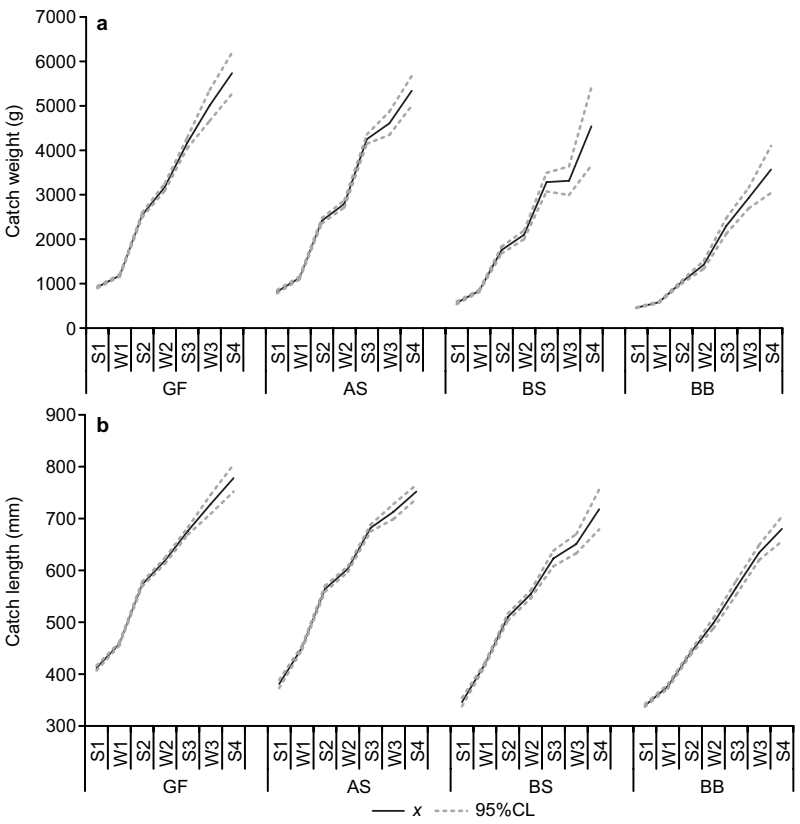 a
7000
6000
5000
4000
3000
2000
1000
0
Catch weight (g)
S1 W1 S2 W2 S3 W3 S4 S1 W1 S2 W2 S3 W3 S4 S1 W1 S2 W2 S3 W3 S4 S1 W1 S2 W2 S3 W3 S4
GF AS BS BB
b
900
800
700
600
500
400
300
Catch length (mm)
S1 W1 S2 W2 S3 W3 S4 S1 W1 S2 W2 S3 W3 S4 S1 W1 S2 W2 S3 W3 S4 S1 W1 S2 W2 S3 W3 S4
GF AS BS BB
x 95%CL